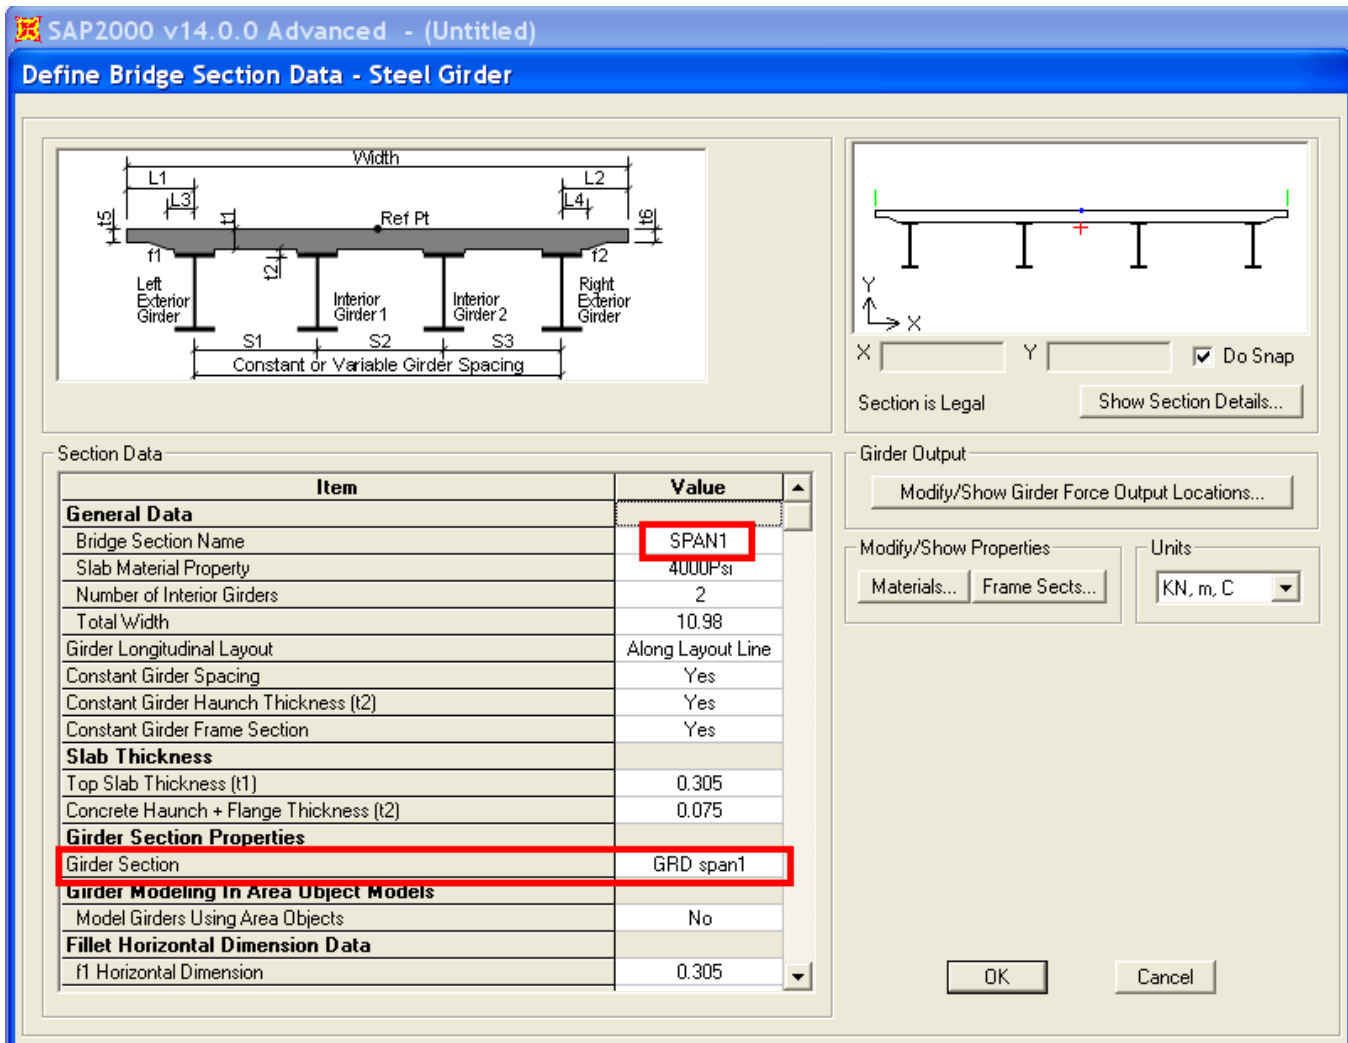 SAP2000 v14.0.0 Advanced - (Untitled)
Define Bridge Section Data - Steel Girder
Width
L1
L2
L3
L4
t5
t1
Ref Pt
t6
f1
t2
f2
Left
Exterior
Girder
Interior
Girder 1
Interior
Girder 2
Right
Exterior
Girder
S1
S2
S3
Constant or Variable Girder Spacing
Y
X
X
Y
Do Snap
Section is Legal
Show Section Details...
Section Data
Item Value
General Data
Bridge Section Name SPAN1
Slab Material Property 4000Psi
Number of Interior Girders 2
Total Width 10.98
Girder Longitudinal Layout Along Layout Line
Constant Girder Spacing Yes
Constant Girder Haunch Thickness (t2) Yes
Constant Girder Frame Section Yes
Slab Thickness
Top Slab Thickness (t1) 0.305
Concrete Haunch + Flange Thickness (t2) 0.075
Girder Section Properties
Girder Section GRD span1
Girder Modeling In Area Object Models
Model Girders Using Area Objects No
Fillet Horizontal Dimension Data
f1 Horizontal Dimension 0.305
Girder Output
Modify/Show Girder Force Output Locations...
Modify/Show Properties
Materials... Frame Sects...
Units
KN, m, C
OK Cancel